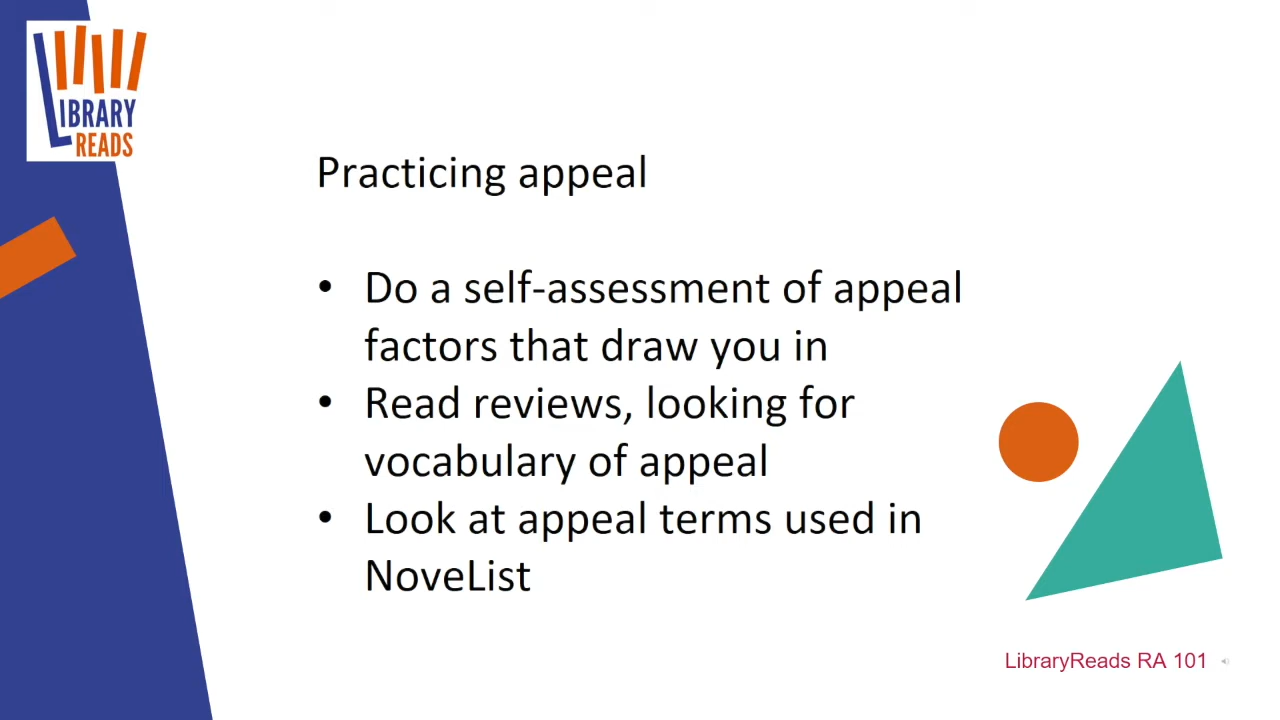 LIBRARY
READS
Practicing appeal
• Do a self-assessment of appeal
factors that draw you in
• Read reviews, looking for
vocabulary of appeal
• Look at appeal terms used in
NoveList
LibraryReads RA 101